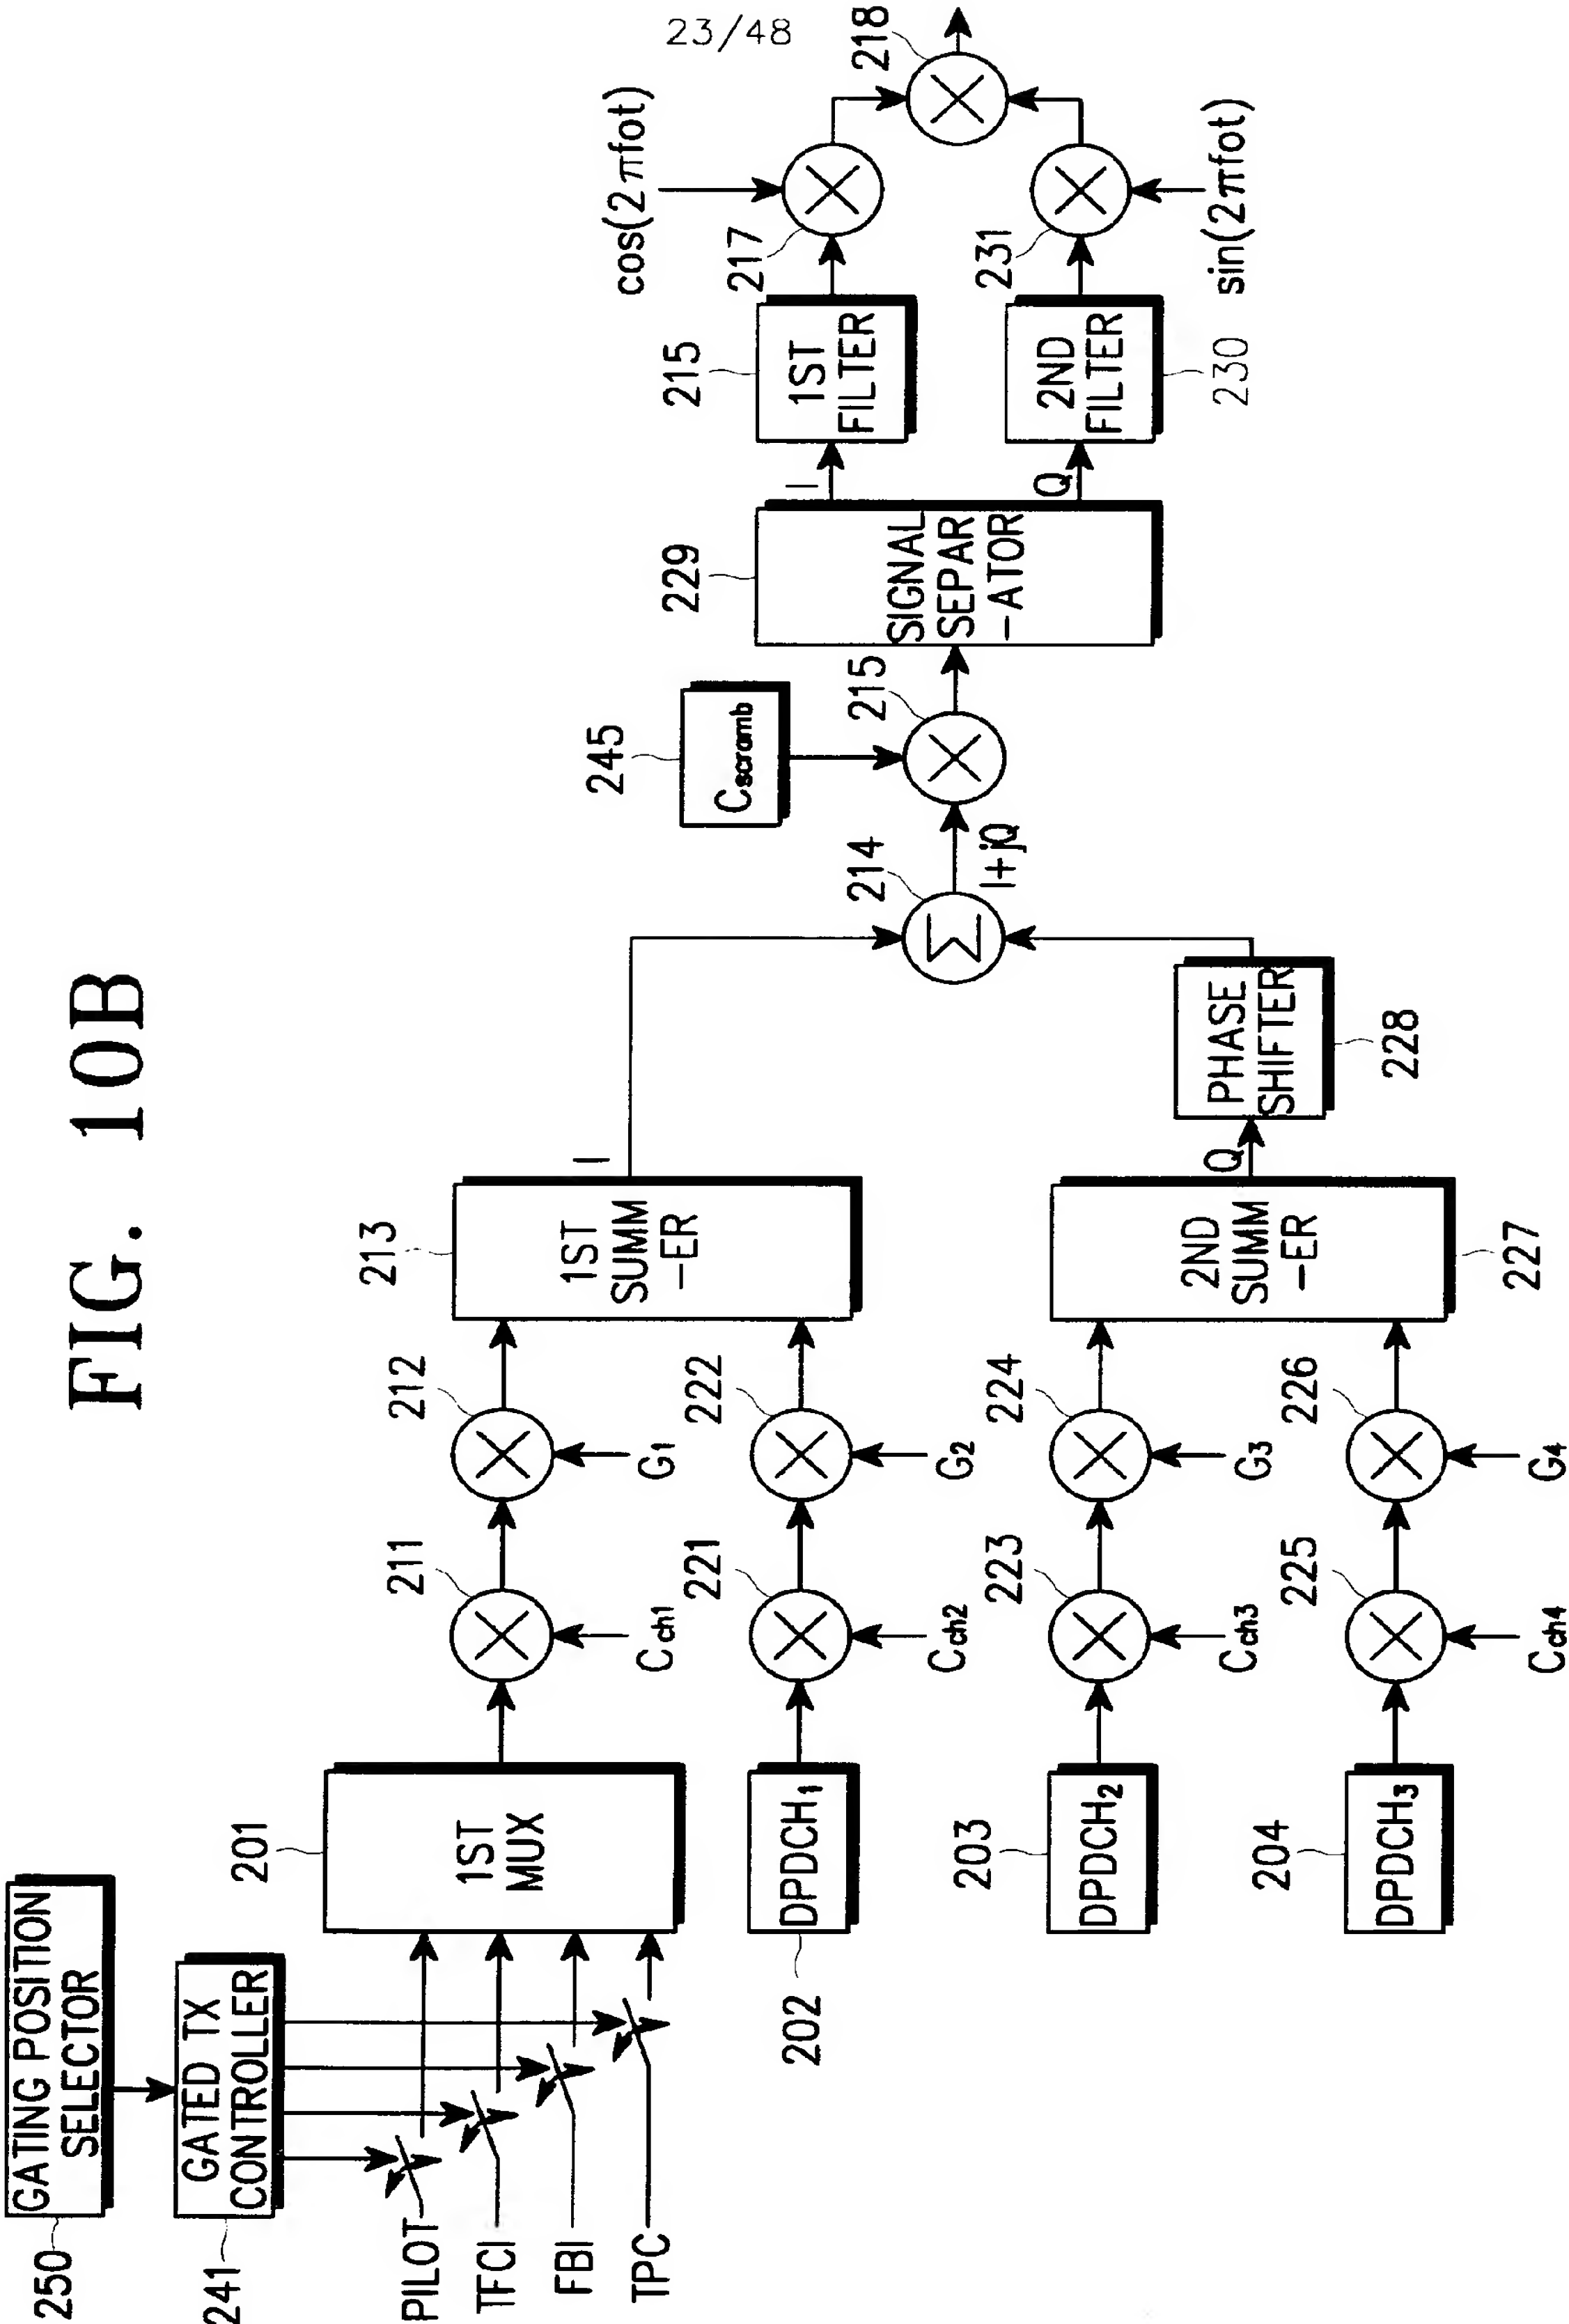 23/48
FIG. 10B
250
GATING POSITION
SELECTOR
241
GATED TX
CONTROLLER
PILOT
TFCI
FBI
TPC
201
1ST
MUX
211
Cch1
212
G1
213
1ST
SUMM
-ER
I
202
DPDCH1
221
Cch2
222
G2
203
DPDCH2
223
Cch3
224
G3
204
DPDCH3
225
Cch4
226
G4
2ND
SUMM
-ER
227
Q
PHASE
SHIFTER
228
214
Σ
I+jQ
245
Cscramb
215
229
SIGNAL
SEPAR
-ATOR
I
Q
215
1ST
FILTER
2ND
FILTER
230
217
cos(2πfot)
231
sin(2πfot)
218